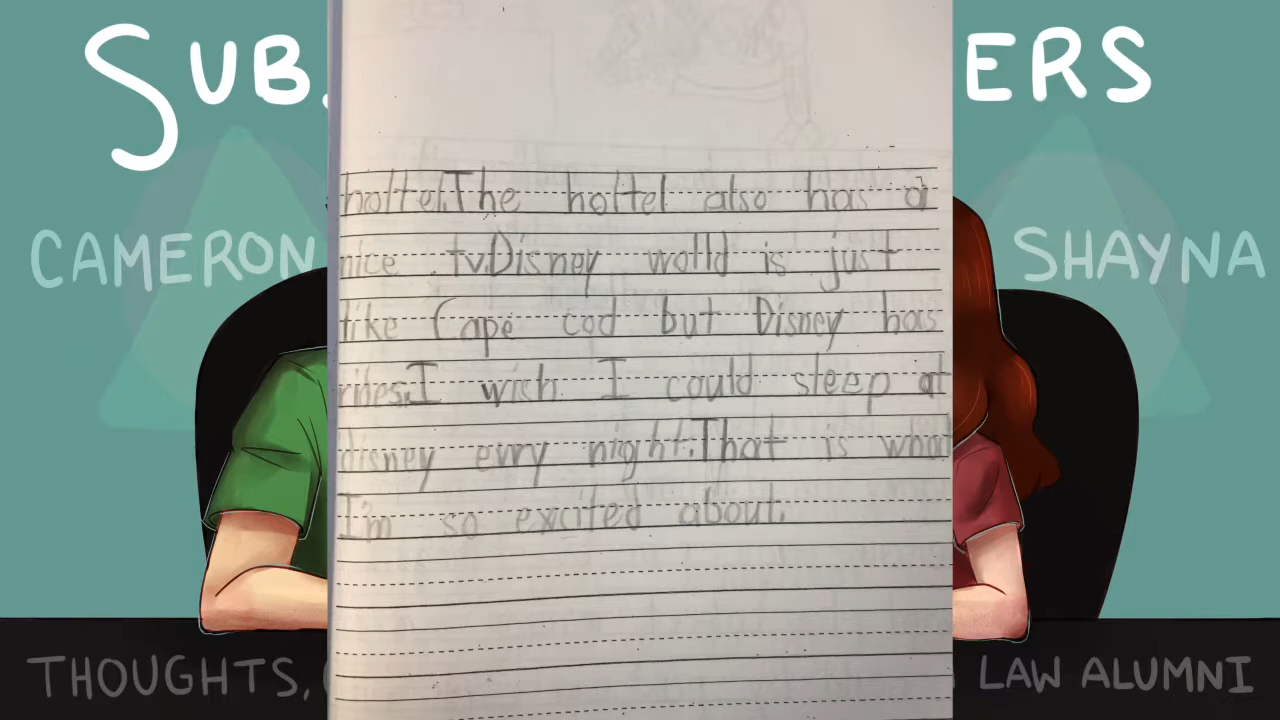 SUB
ERS
CAMERON
SHAYNA
hottel.The hottel also has a
nice tv.Disney wolld is just
like Cape cod but Disney has
rides.I wish I could sleep at
disney evry night.That is what
I'm so excited about.
THOUGHTS,
LAW ALUMNI